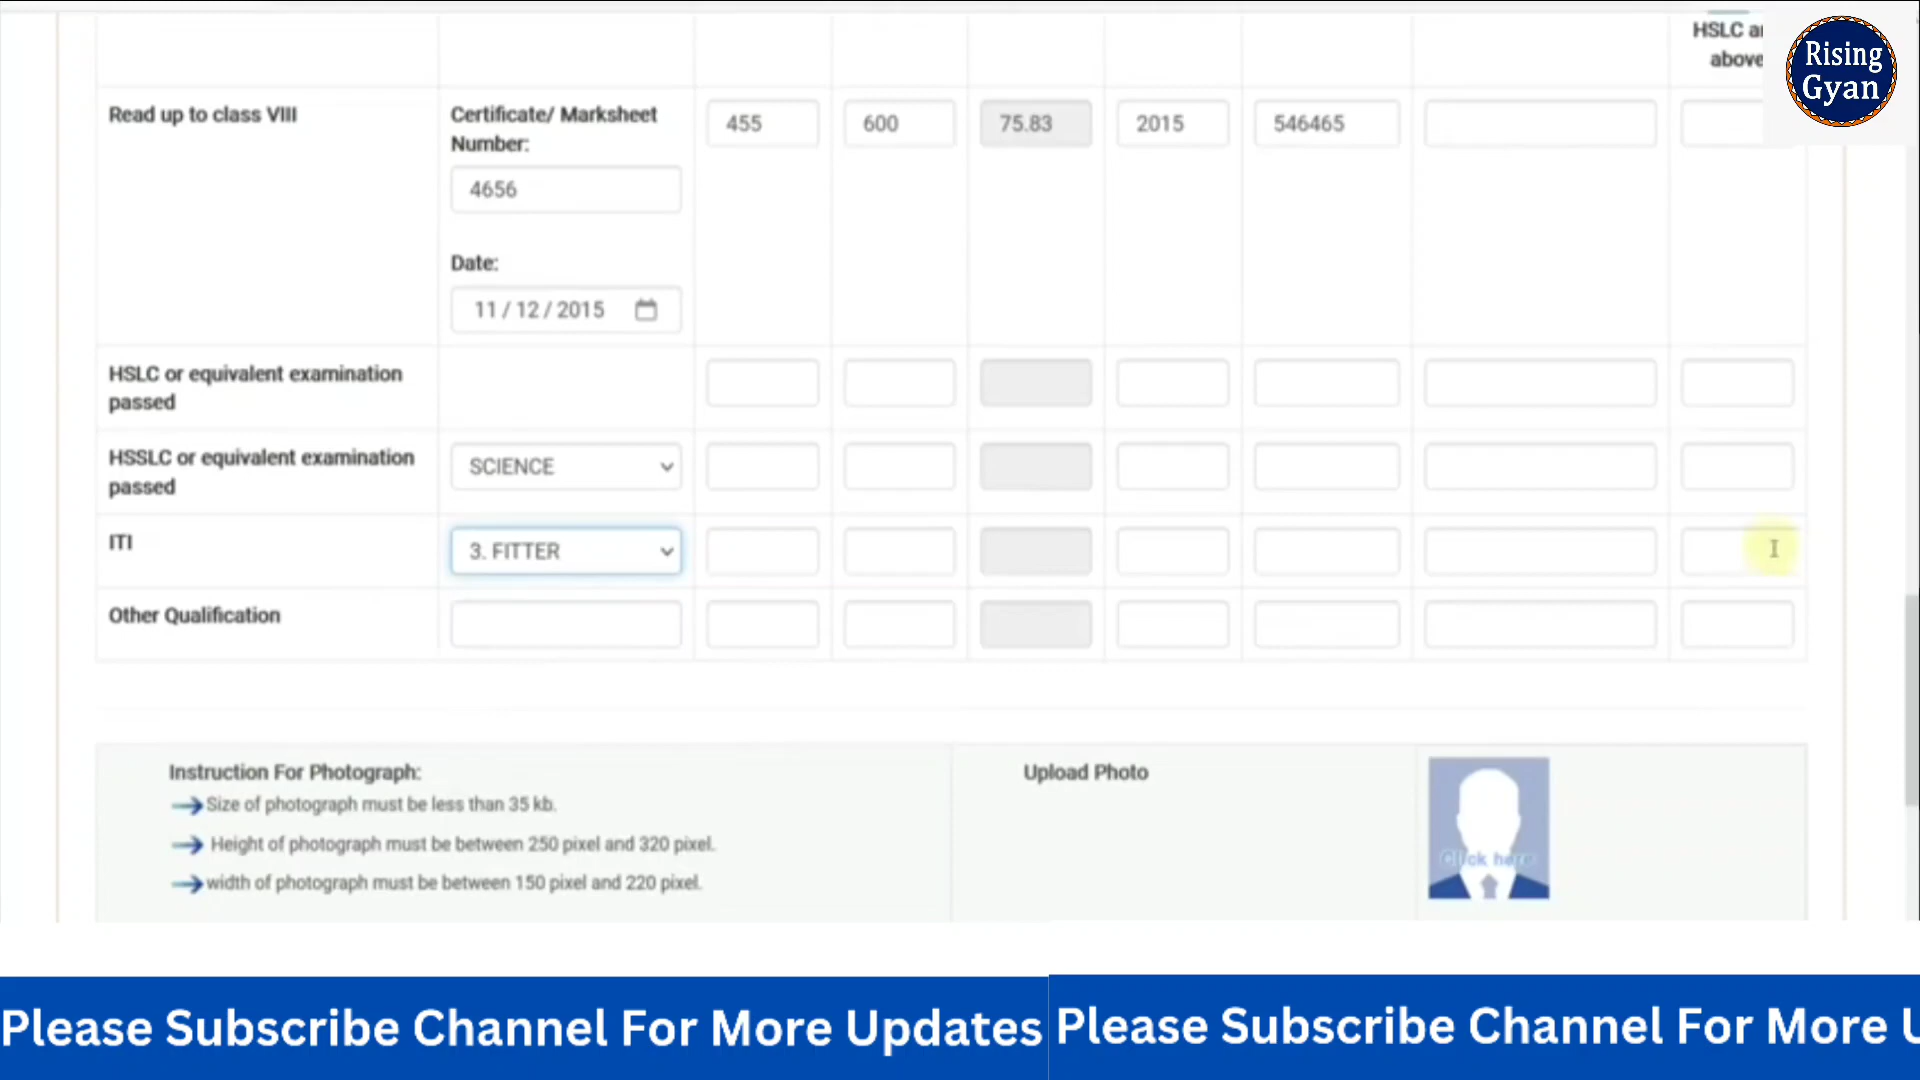 HSLC
above
Rising
Gyan
Read up to class VIII
Certificate/ Marksheet
Number:
455
600
75.83
2015
546465
4656
Date:
11 / 12 / 2015
HSLC or equivalent examination
passed
HSSLC or equivalent examination
passed
SCIENCE
ITI
3. FITTER
Other Qualification
Instruction For Photograph:
Size of photograph must be less than 35 kb.
Height of photograph must be between 250 pixel and 320 pixel.
width of photograph must be between 150 pixel and 220 pixel.
Upload Photo
Click here
Please Subscribe Channel For More Updates
Please Subscribe Channel For More U